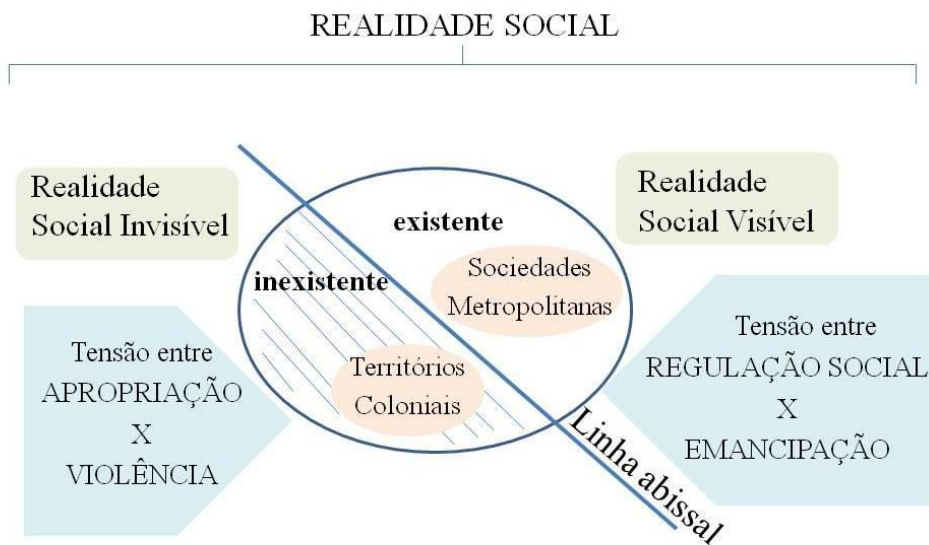 REALIDADE SOCIAL
Realidade
Social Invisível
existente
inexistente
Sociedades
Metropolitanas
Territórios
Coloniais
Realidade
Social Visível
Tensão entre
APROPRIAÇÃO
X
VIOLÊNCIA
Tensão entre
REGULAÇÃO SOCIAL
X
EMANCIPAÇÃO
Linha abissal